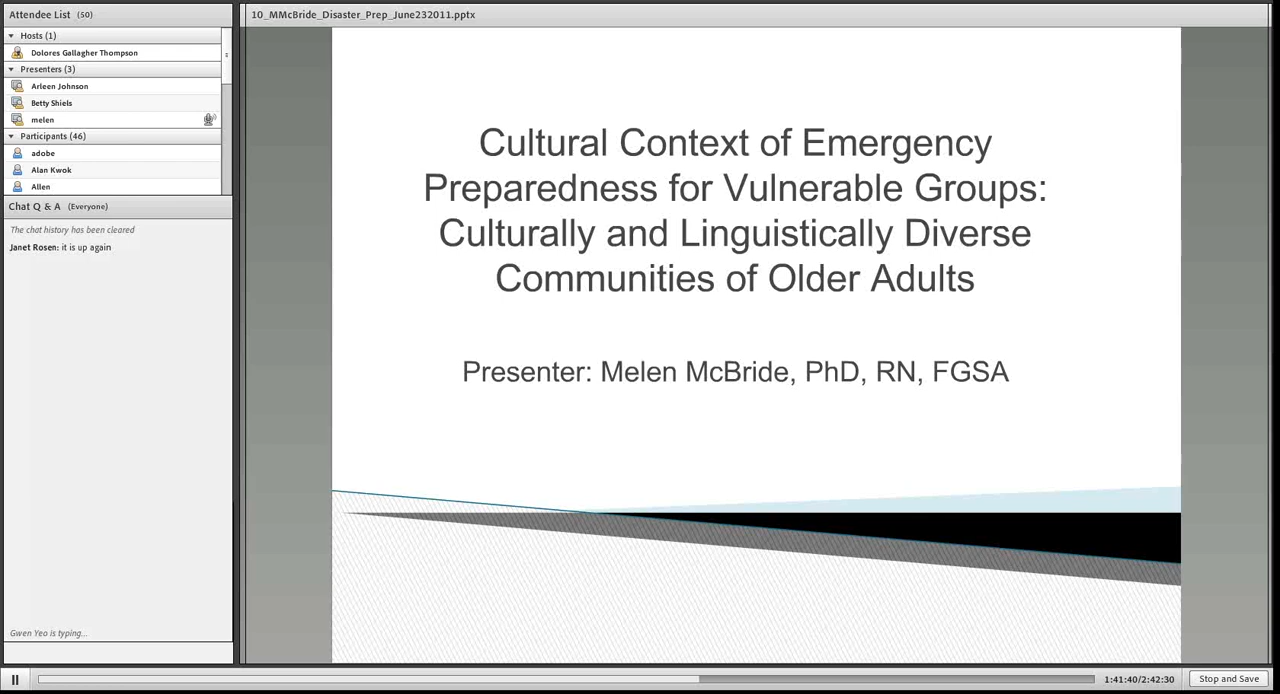 Attendee List (50)
Hosts (1)
Dolores Gallagher Thompson
Presenters (3)
Arleen Johnson
Betty Shiels
melen
Participants (46)
adobe
Alan Kwok
Allen
Chat Q & A (Everyone)
The chat history has been cleared
Janet Rosen: it is up again
Gwen Yeo is typing...
10_MMcBride_Disaster_Prep_June232011.pptx
Cultural Context of Emergency
Preparedness for Vulnerable Groups:
Culturally and Linguistically Diverse
Communities of Older Adults
Presenter: Melen McBride, PhD, RN, FGSA
1:41:40/2:42:30
Stop and Save